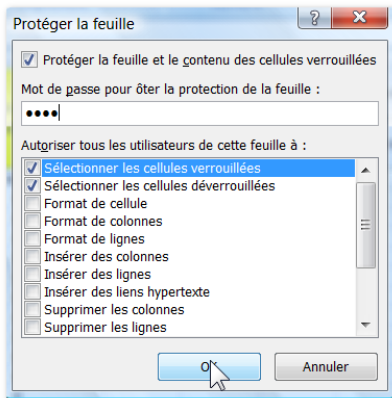 Protéger la feuille
Protéger la feuille et le contenu des cellules verrouillées
Mot de passe pour ôter la protection de la feuille :
••••
Autoriser tous les utilisateurs de cette feuille à :
Sélectionner les cellules verrouillées
Sélectionner les cellules déverrouillées
Format de cellule
Format de colonnes
Format de lignes
Insérer des colonnes
Insérer des lignes
Insérer des liens hypertexte
Supprimer les colonnes
Supprimer les lignes
OK
Annuler